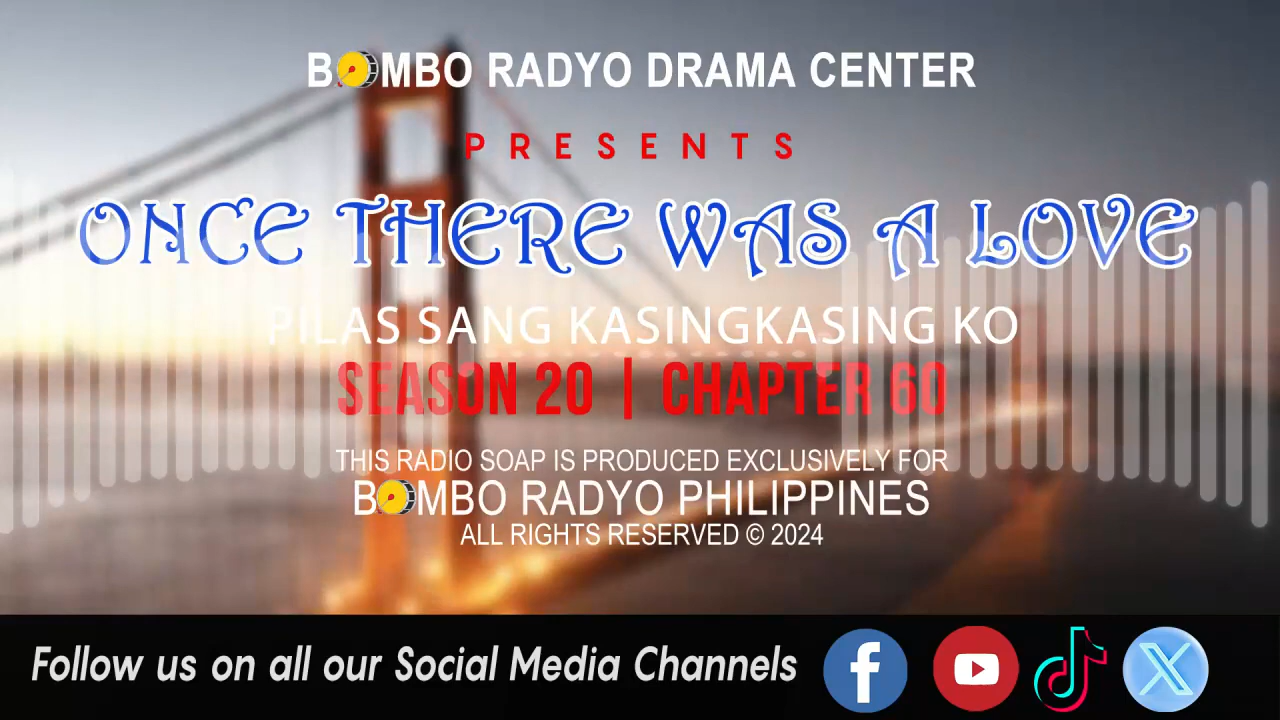 BOMBO RADYO DRAMA CENTER
PRESENTS
ONCE THERE WAS A LOVE
PILAS SANG KASINGKASING KO
SEASON 20 | CHAPTER 60
THIS RADIO SOAP IS PRODUCED EXCLUSIVELY FOR
BOMBO RADYO PHILIPPINES
ALL RIGHTS RESERVED © 2024
Follow us on all our Social Media Channels